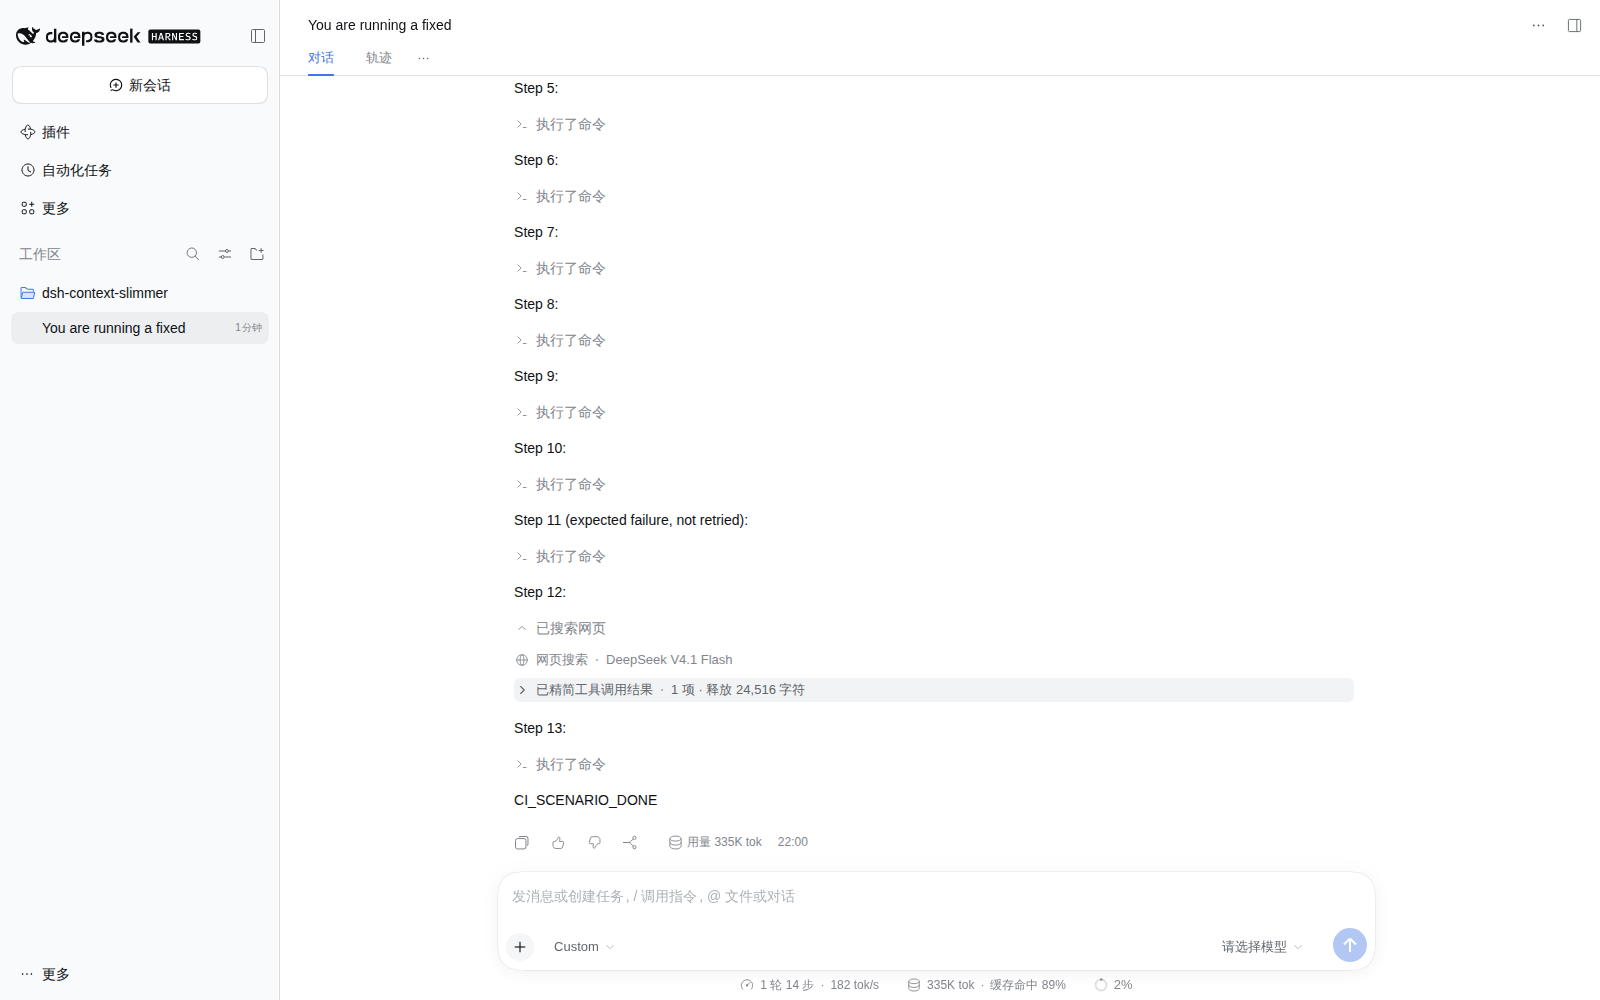 deepseek HARNESS
新会话
插件
自动化任务
更多
工作区
dsh-context-slimmer
You are running a fixed 1分钟
更多
You are running a fixed
对话 轨迹
Step 5:
执行了命令
Step 6:
执行了命令
Step 7:
执行了命令
Step 8:
执行了命令
Step 9:
执行了命令
Step 10:
执行了命令
Step 11 (expected failure, not retried):
执行了命令
Step 12:
已搜索网页
网页搜索 · DeepSeek V4.1 Flash
已精简工具调用结果 · 1 项 · 释放 24,516 字符
Step 13:
执行了命令
CI_SCENARIO_DONE
用量 335K tok 22:00
发消息或创建任务, / 调用指令, @ 文件或对话
Custom 请选择模型
1 轮 14 步 · 182 tok/s 335K tok · 缓存命中 89% 2%